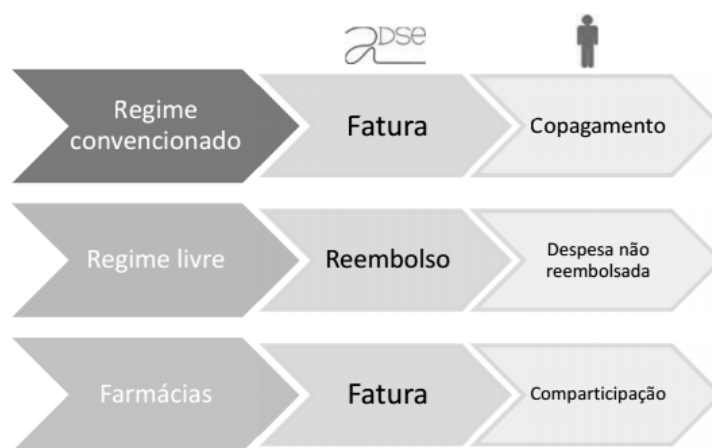 aDSe
Regime
convencionado
Fatura
Copagamento
Regime livre
Reembolso
Despesa não
reembolsada
Farmácias
Fatura
Comparticipação